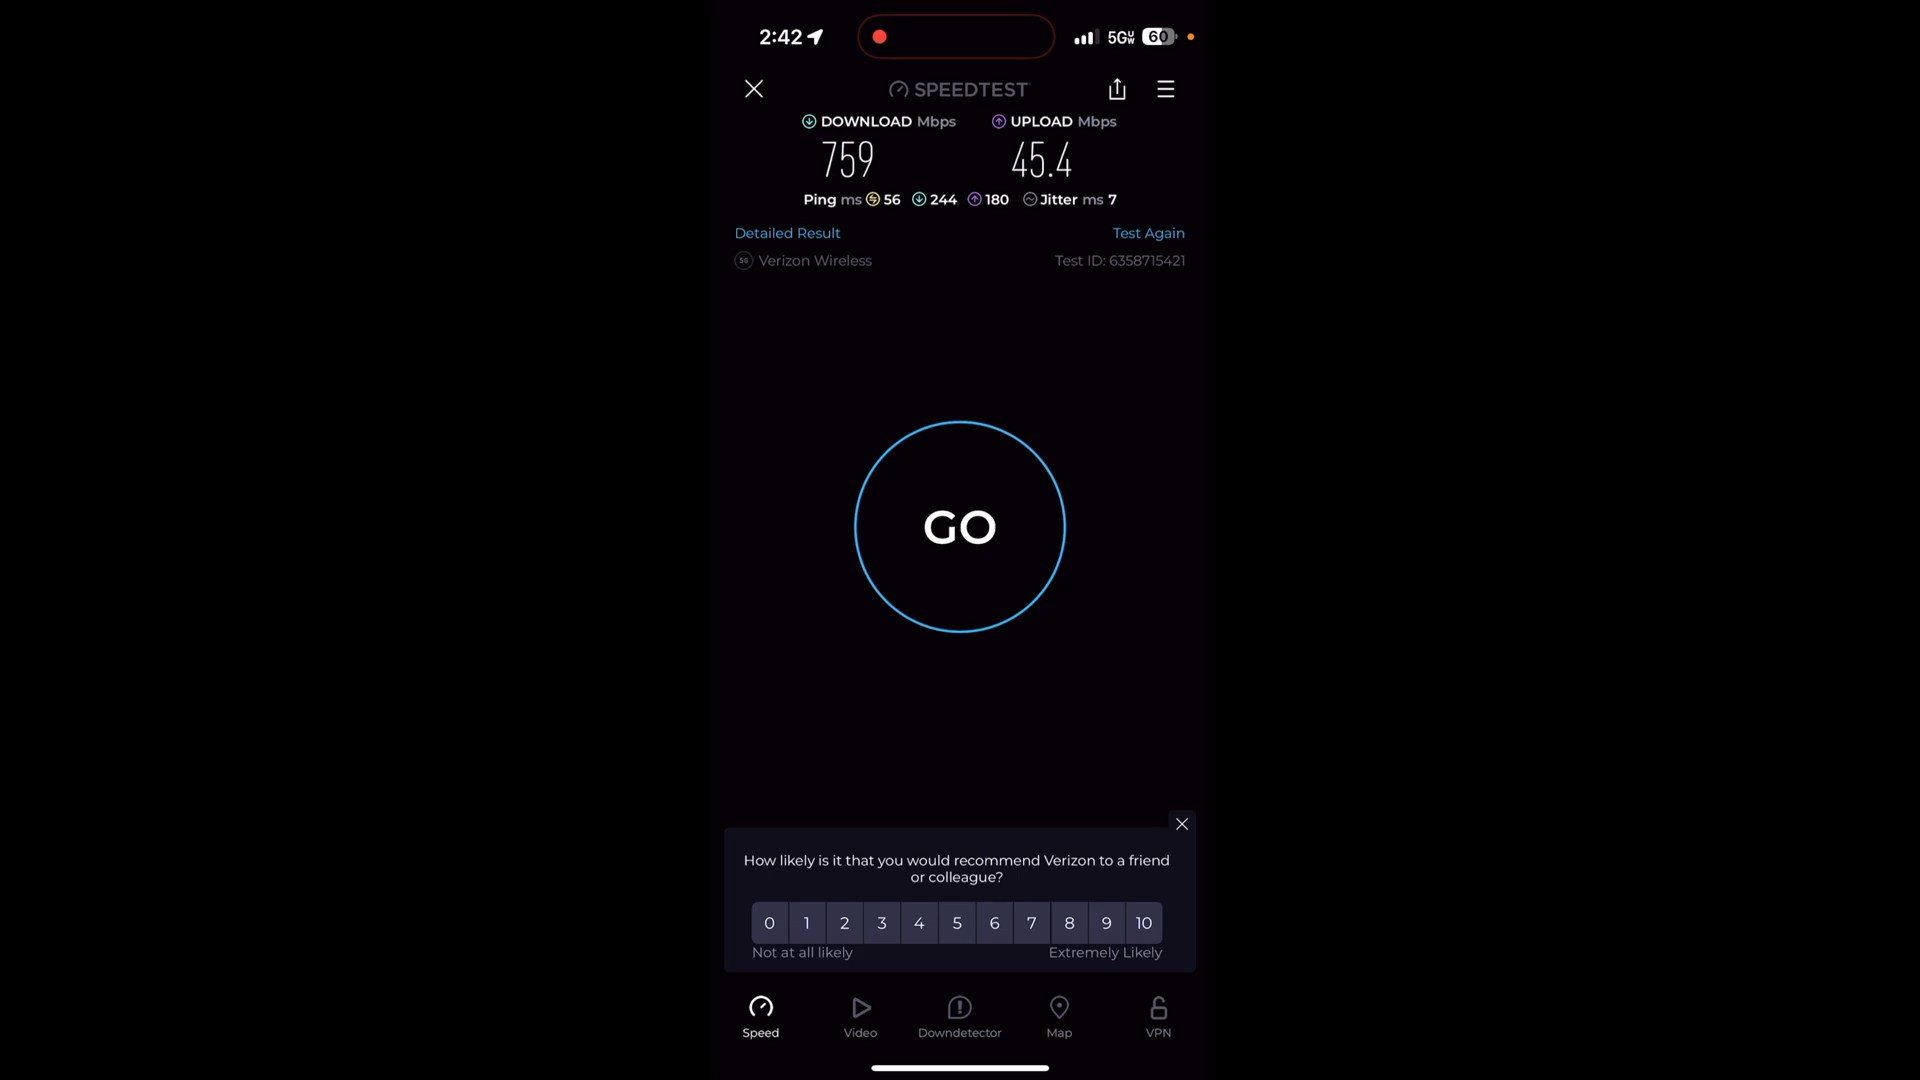 2:42 5GUW 60
SPEEDTEST
DOWNLOAD Mbps UPLOAD Mbps
759 45.4
Ping ms 56 244 180 Jitter ms 7
Detailed Result Test Again
5G Verizon Wireless Test ID: 6358715421
GO
How likely is it that you would recommend Verizon to a friend
or colleague?
0 1 2 3 4 5 6 7 8 9 10
Not at all likely Extremely Likely
Speed Video Downdetector Map VPN